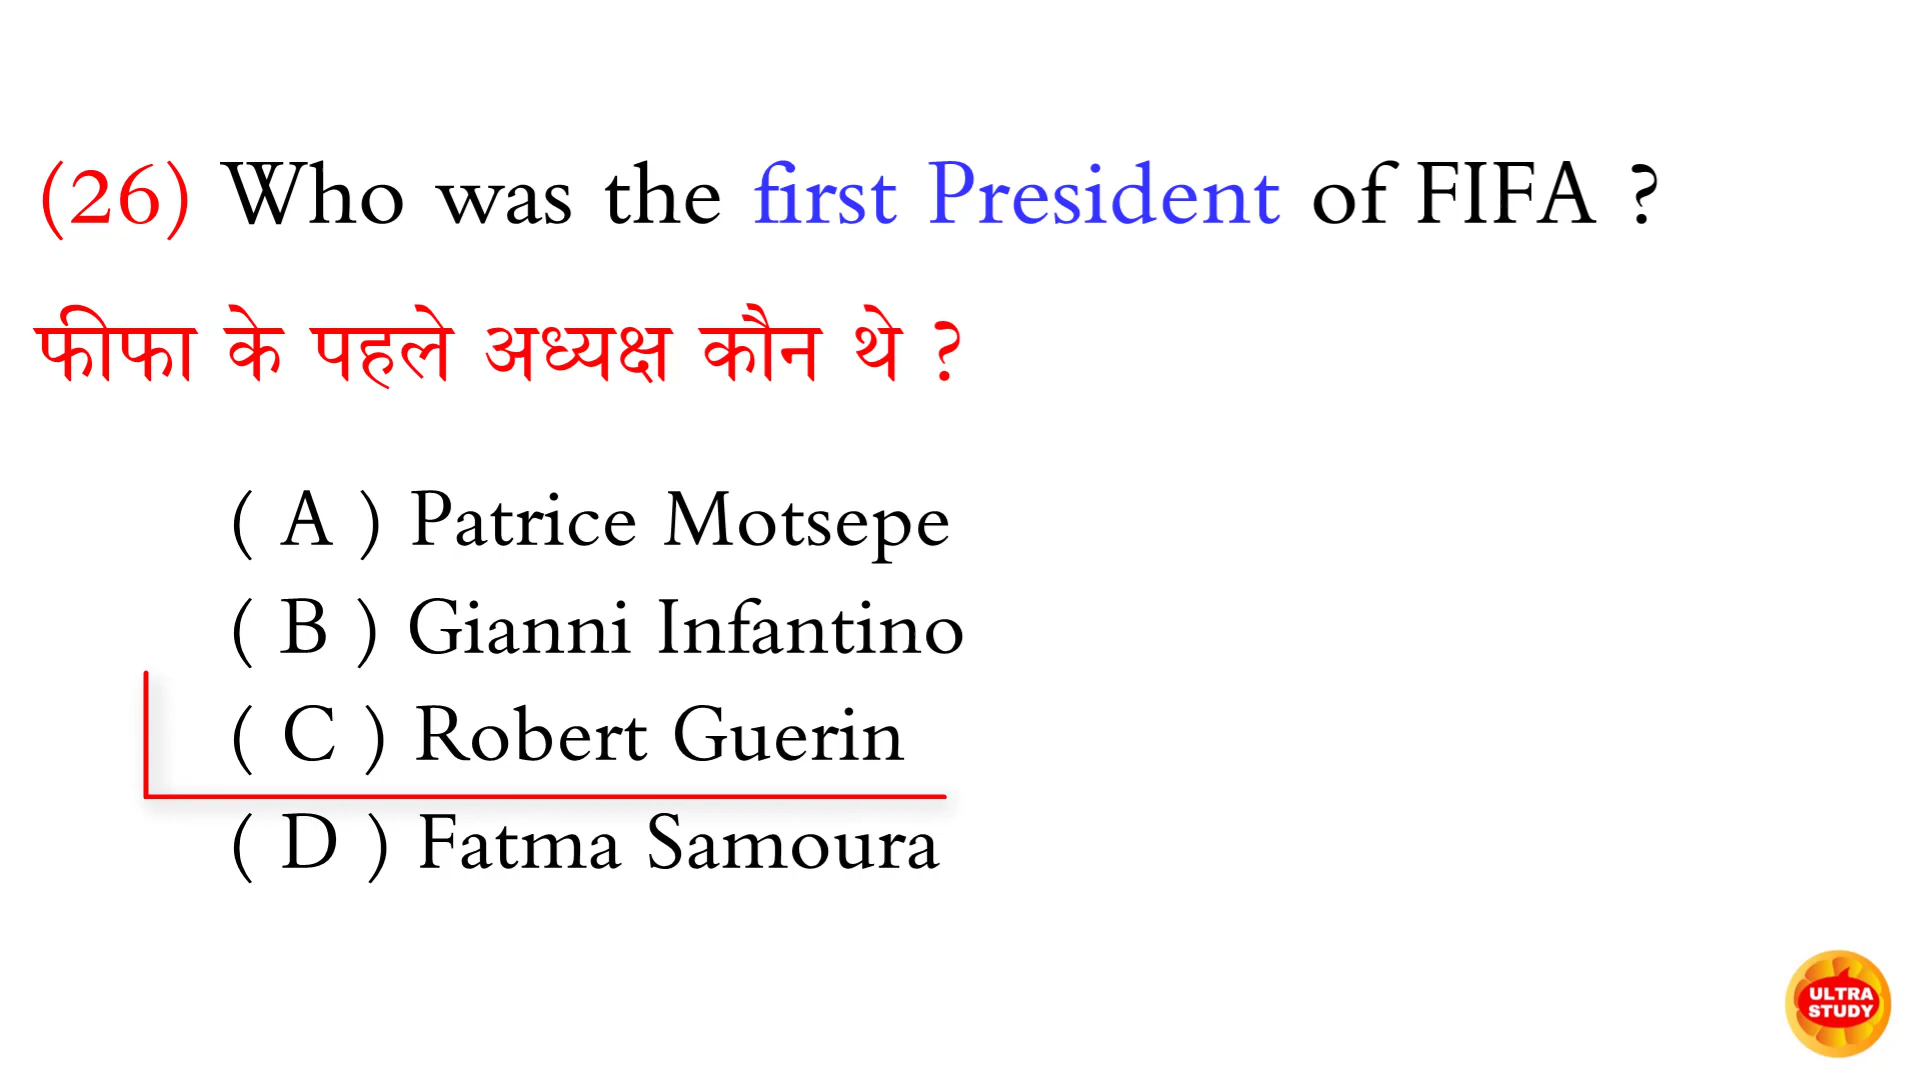 (26) Who was the first President of FIFA ?
फीफा के पहले अध्यक्ष कौन थे ?
( A ) Patrice Motsepe
( B ) Gianni Infantino
( C ) Robert Guerin
( D ) Fatma Samoura
ULTRA
STUDY